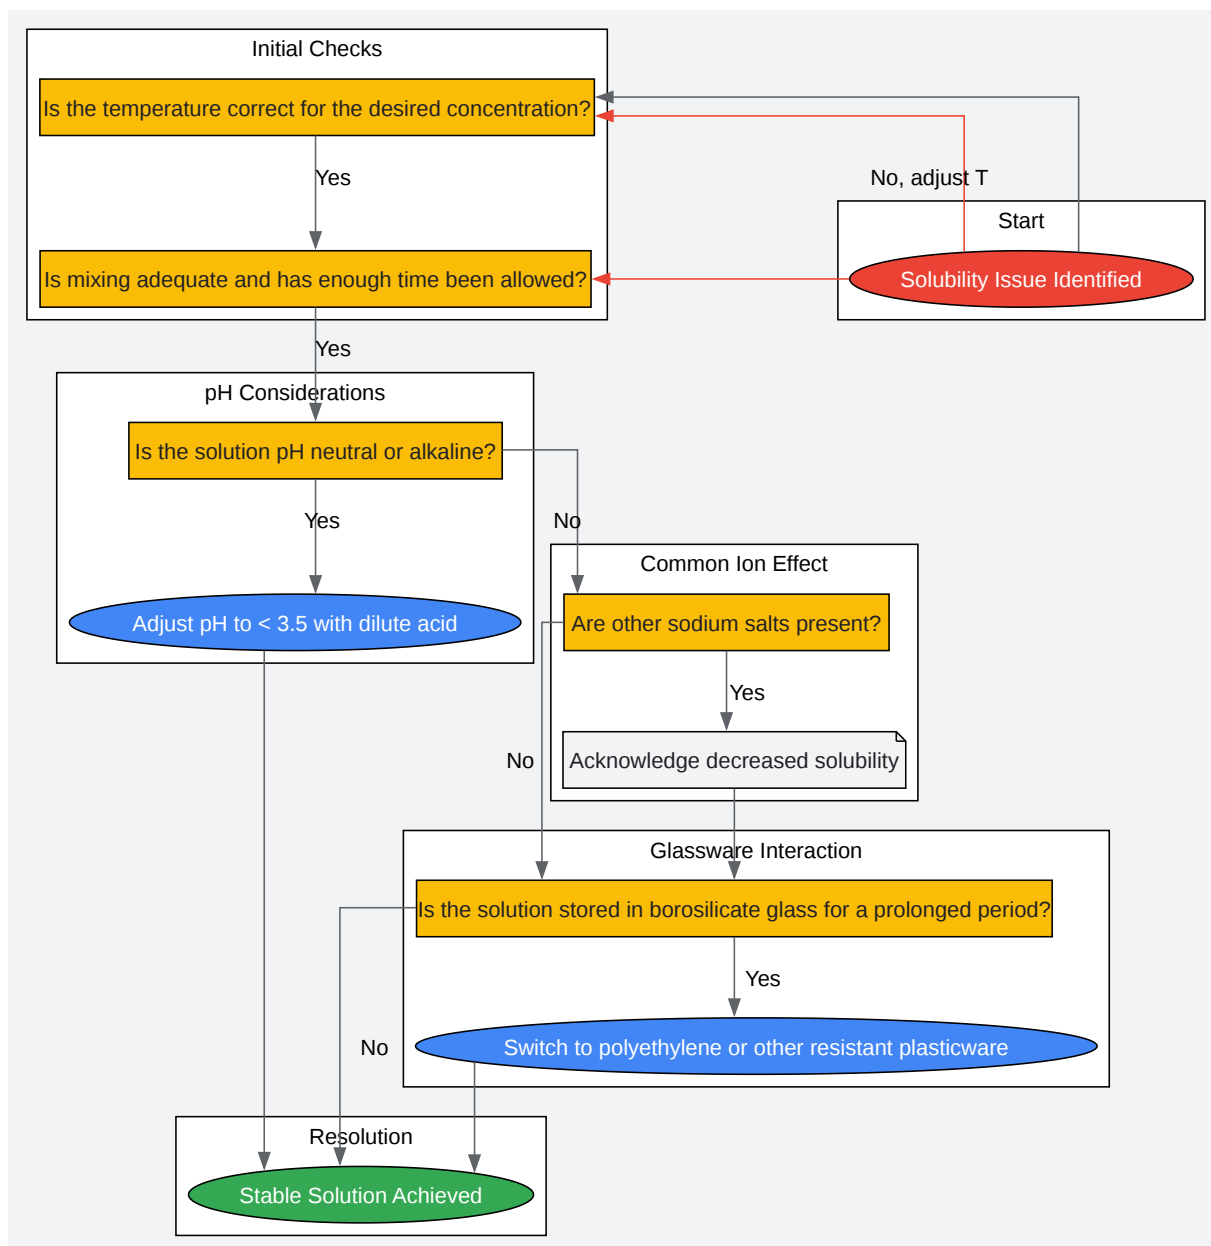 Initial Checks
Is the temperature correct for the desired concentration?
Yes
No, adjust T
Start
Is mixing adequate and has enough time been allowed?
Solubility Issue Identified
Yes
pH Considerations
Is the solution pH neutral or alkaline?
Yes
No
Common Ion Effect
Adjust pH to < 3.5 with dilute acid
Are other sodium salts present?
Yes
No
Acknowledge decreased solubility
Glassware Interaction
Is the solution stored in borosilicate glass for a prolonged period?
Yes
No
Switch to polyethylene or other resistant plasticware
Resolution
Stable Solution Achieved